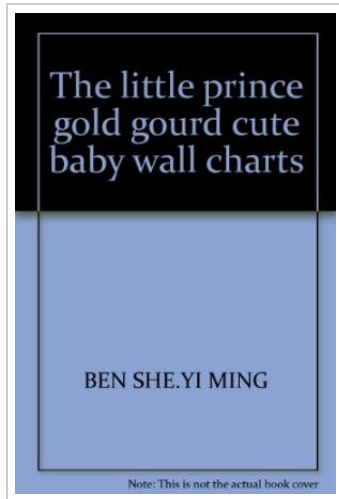 The little prince
gold gourd cute
baby wall charts
BEN SHE.YI MING
Note: This is not the actual book cover